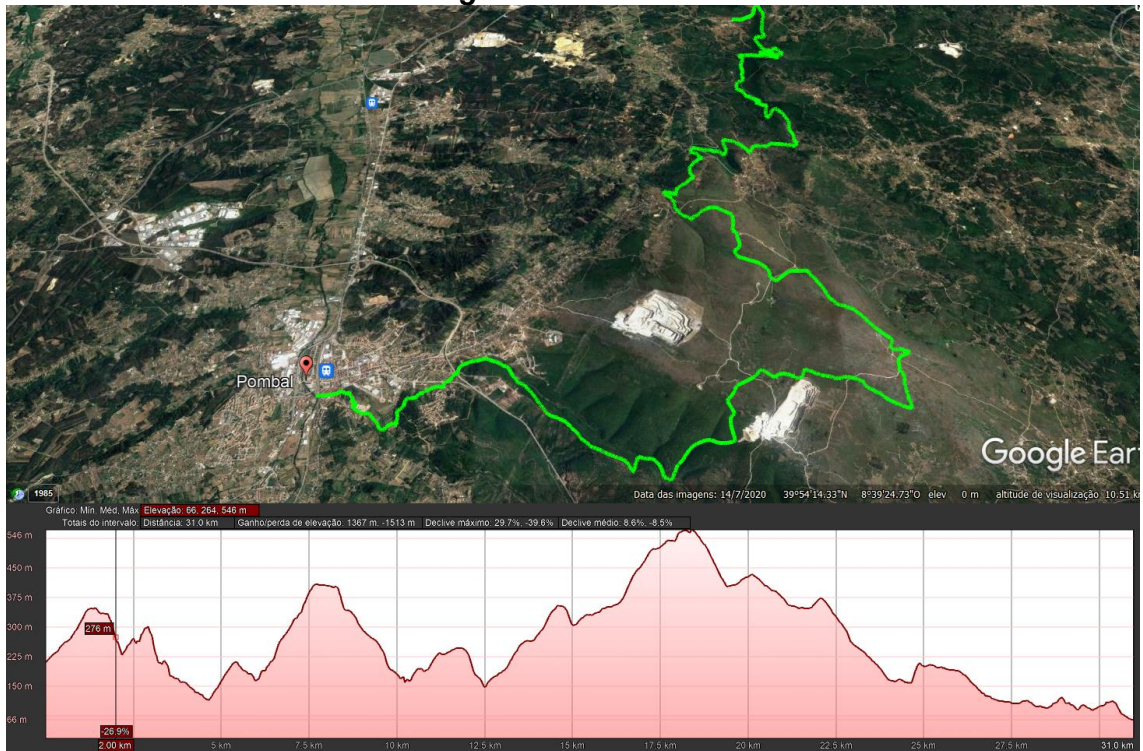 Pombal
Google Ear
1985
Data das imagens: 14/7/2020 39°54'14.33"N 8°39'24.73"O elev 0 m altitude de visualização 10.51 k
Gráfico: Mín. Méd, Máx Elevação: 66, 264, 546 m
Totais do intervalo: Distância: 31.0 km Ganho/perda de elevação: 1367 m. -1513 m Declive máximo: 29.7%, -39.6% Declive médio: 8.6%, -8.5%
546 m
450 m
375 m
300 m
276 m
225 m
150 m
66 m
-26.9%
2.00 km 5 km 7.5 km 10 km 12.5 km 15 km 17.5 km 20 km 22.5 km 25 km 27.5 km 31.0 km